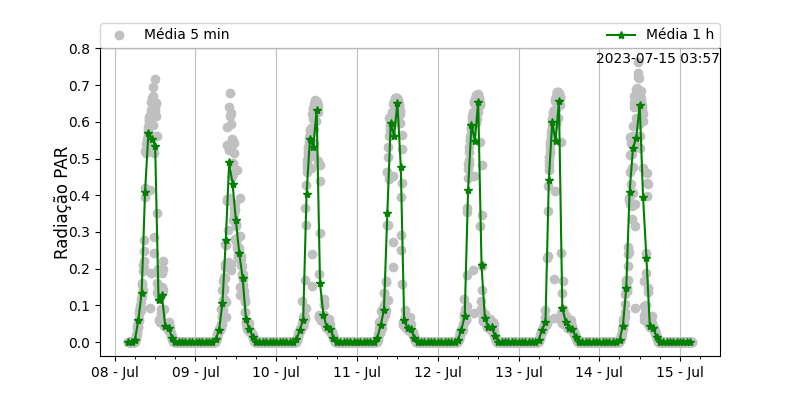 Média 5 min
Média 1 h
2023-07-15 03:57
Radiação PAR
0.8
0.7
0.6
0.5
0.4
0.3
0.2
0.1
0.0
08 - Jul
09 - Jul
10 - Jul
11 - Jul
12 - Jul
13 - Jul
14 - Jul
15 - Jul